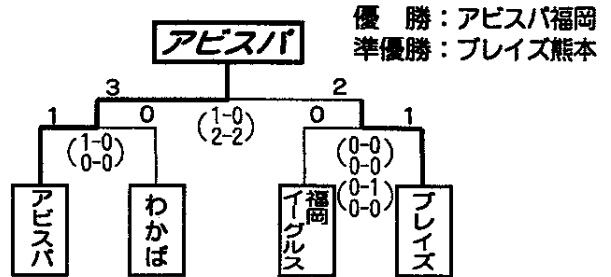 アビスパ
優 勝：アビスパ福岡
準優勝：ブレイズ熊本
3
2
1
0
(1-0
2-2)
0
1
(1-0
0-0)
(0-0
0-0)
(0-1
0-0)
アビスパ
わかば
福岡
イーグルス
ブレイズ